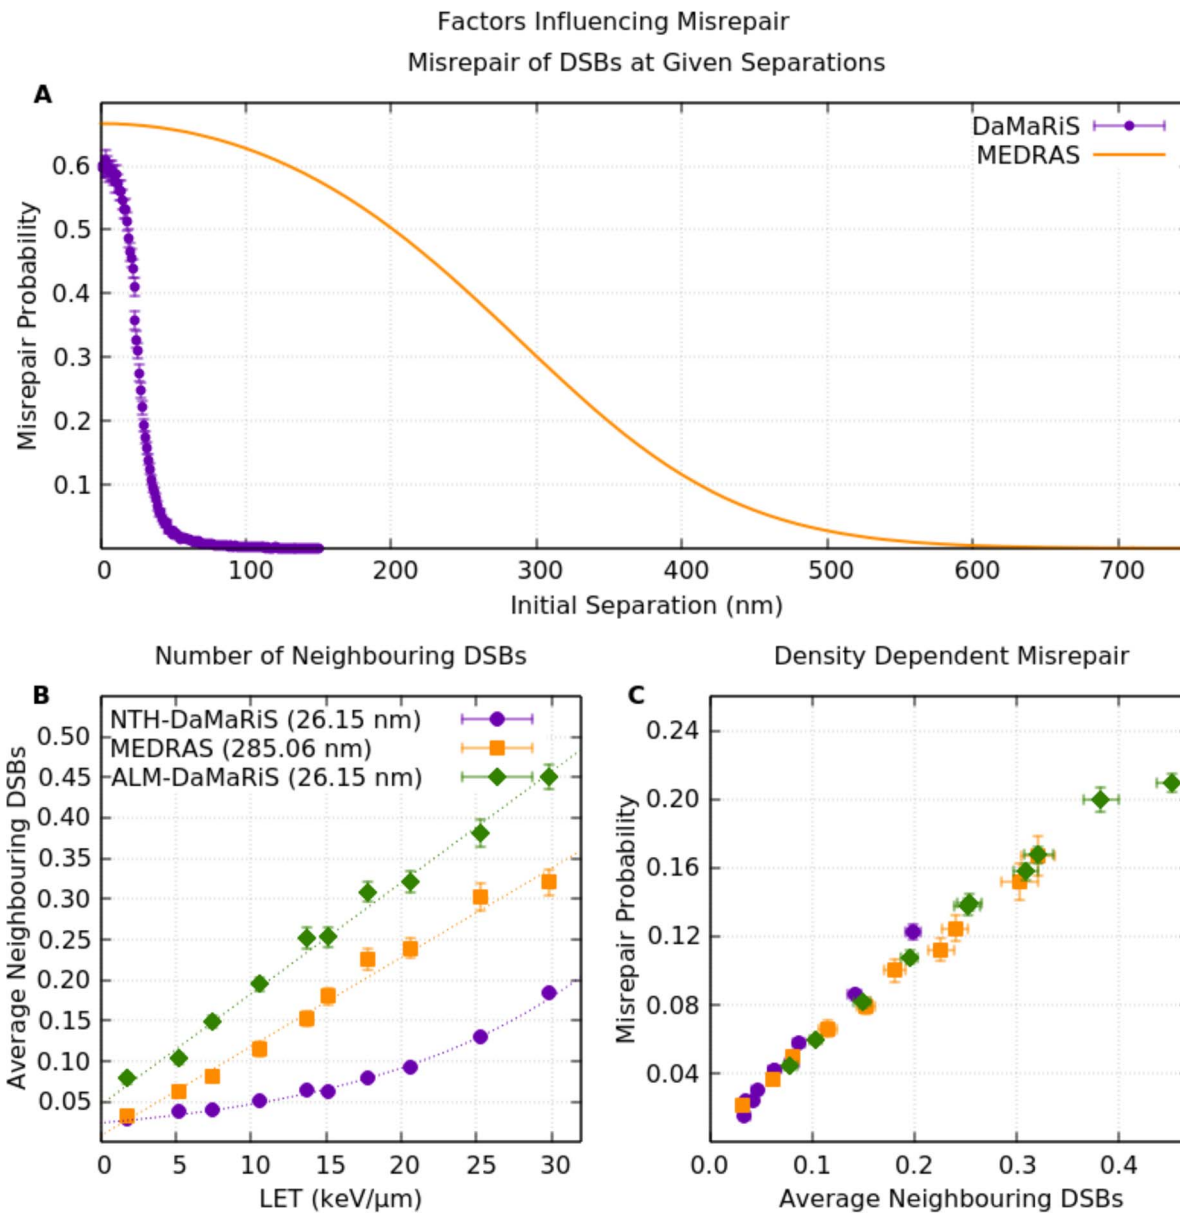 Factors Influencing Misrepair
Misrepair of DSBs at Given Separations
A
DaMaRiS
MEDRAS
Misrepair Probability
0.6
0.5
0.4
0.3
0.2
0.1
0 100 200 300 400 500 600 700
Initial Separation (nm)
Number of Neighbouring DSBs
B
NTH-DaMaRiS (26.15 nm)
MEDRAS (285.06 nm)
ALM-DaMaRiS (26.15 nm)
Average Neighbouring DSBs
0.50
0.45
0.40
0.35
0.30
0.25
0.20
0.15
0.10
0.05
0 5 10 15 20 25 30
LET (keV/μm)
Density Dependent Misrepair
C
Misrepair Probability
0.24
0.20
0.16
0.12
0.08
0.04
0.0 0.1 0.2 0.3 0.4
Average Neighbouring DSBs